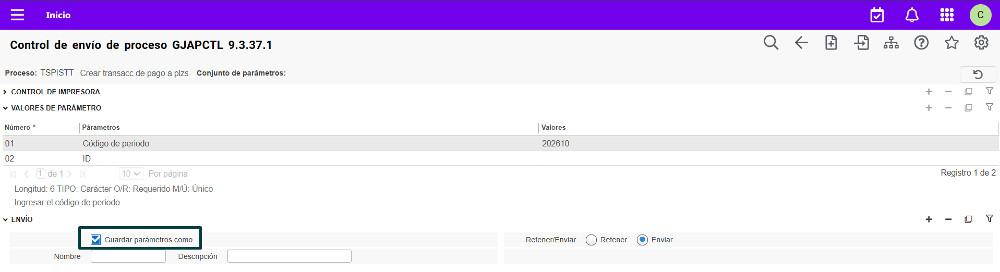 Inicio
C
Control de envío de proceso GJAPCTL 9.3.37.1
Proceso: TSPISTT Crear transacc de pago a plzs Conjunto de parámetros:
CONTROL DE IMPRESORA
VALORES DE PARÁMETRO
Número * Párametros Valores
01 Código de periodo 202610
02 ID
1 de 1 10 Por página Registro 1 de 2
Longitud: 6 TIPO: Carácter O/R: Requerido M/Ú: Único
Ingresar el código de periodo
ENVÍO
Guardar parámetros como Retener/Enviar Retener Enviar
Nombre Descripción